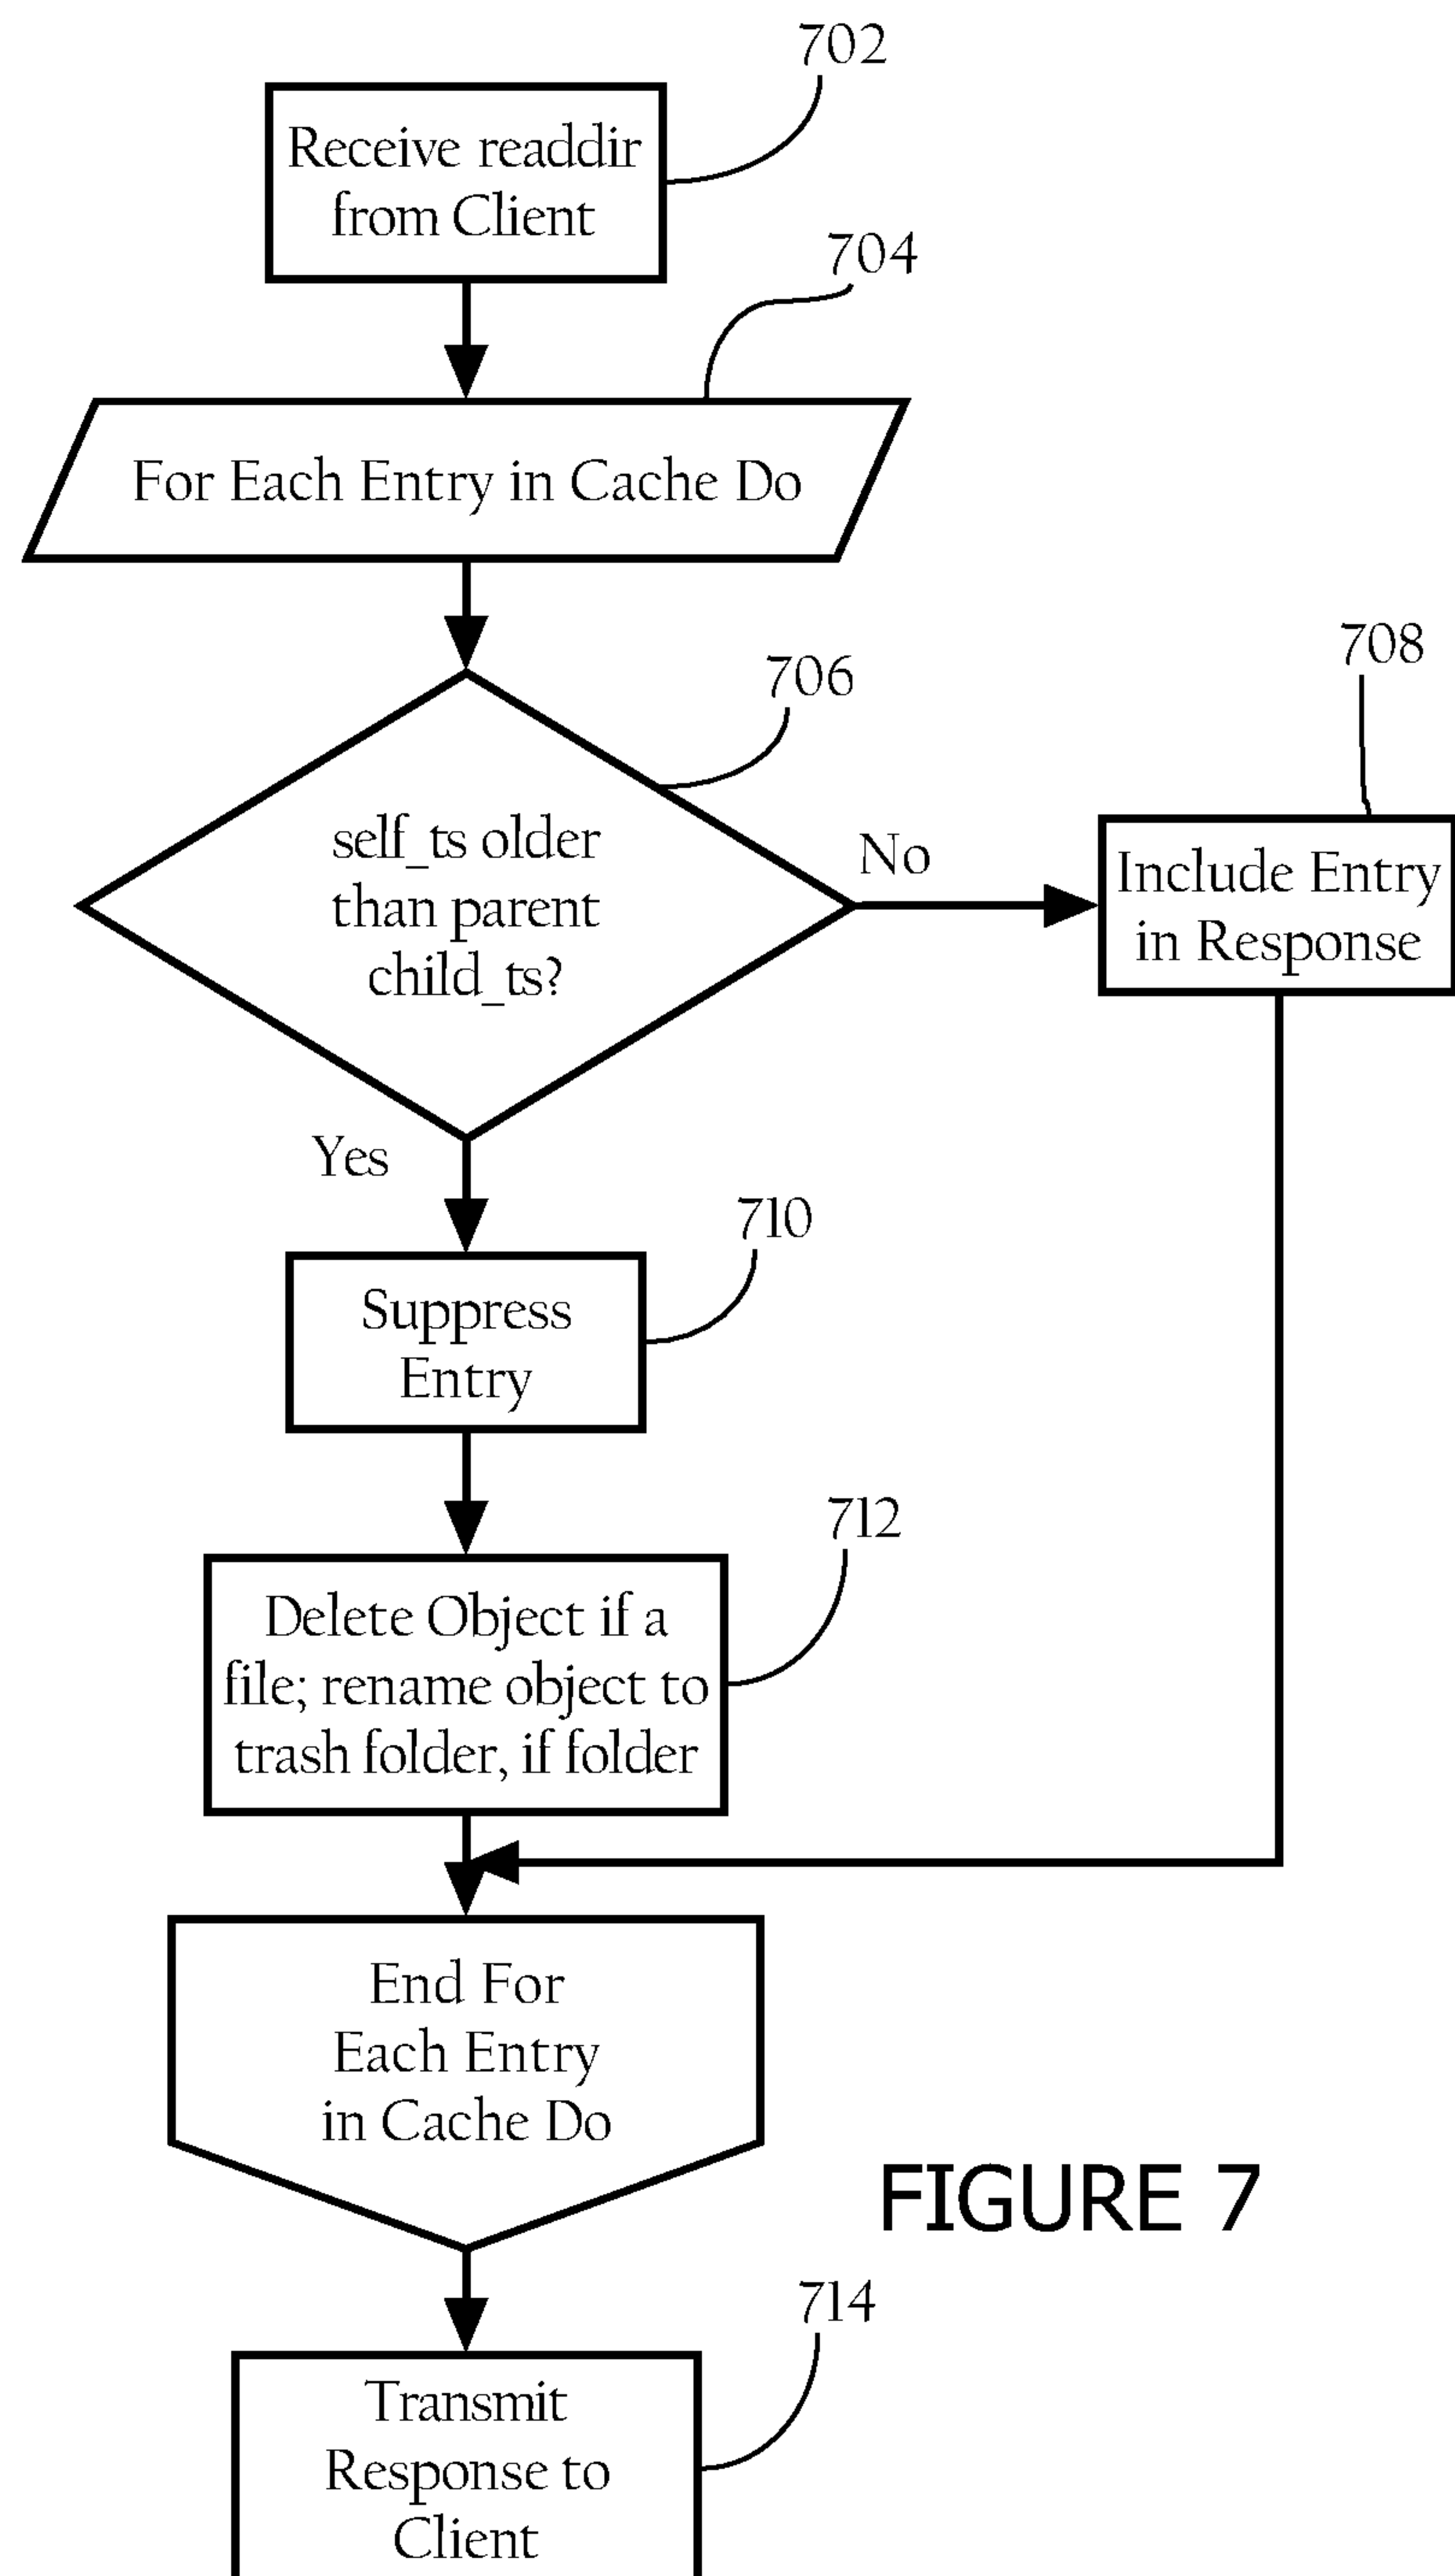 702
Receive readdir
from Client
704
For Each Entry in Cache Do
706
self_ts older
than parent
child_ts?
No
708
Include Entry
in Response
Yes
710
Suppress
Entry
712
Delete Object if a
file; rename object to
trash folder, if folder
End For
Each Entry
in Cache Do
FIGURE 7
714
Transmit
Response to
Client